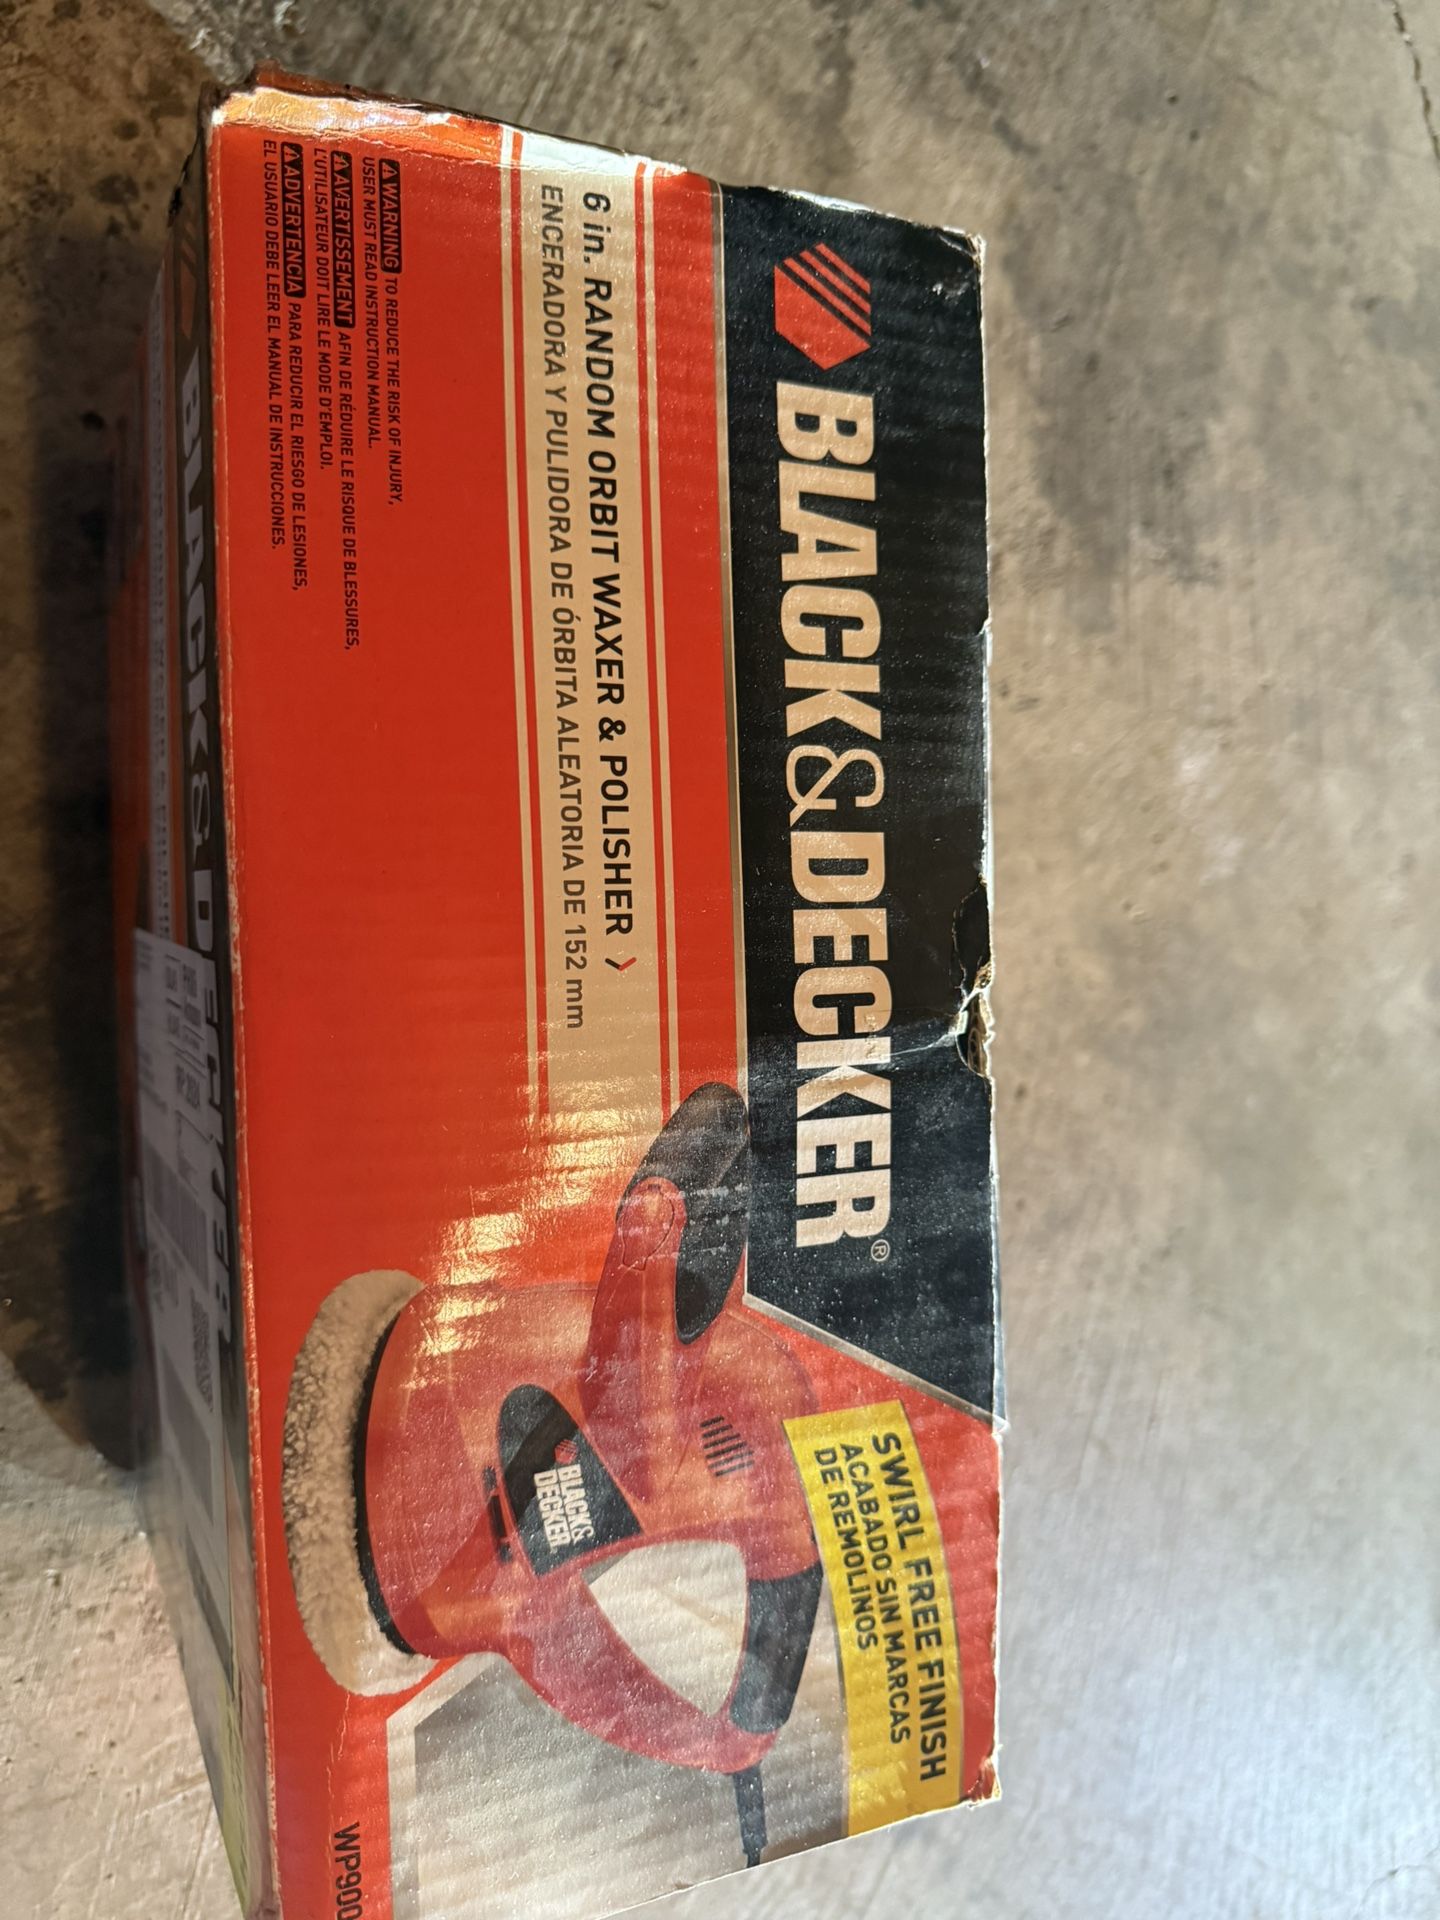 BLACK&DECKER®
6 in. RANDOM ORBIT WAXER & POLISHER
ENCERADORA Y PULIDORA DE ÓRBITA ALEATORIA DE 152 mm
WARNING TO REDUCE THE RISK OF INJURY,
USER MUST READ INSTRUCTION MANUAL.
AVERTISSEMENT AFIN DE RÉDUIRE LE RISQUE DE BLESSURES,
L'UTILISATEUR DOIT LIRE LE MODE D'EMPLOI.
ADVERTENCIA PARA REDUCIR EL RIESGO DE LESIONES,
EL USUARIO DEBE LEER EL MANUAL DE INSTRUCCIONES.
SWIRL FREE FINISH
ACABADO SIN MARCAS
DE REMOLINOS
BLACK&
DECKER
WP900
BLACK&DECKER